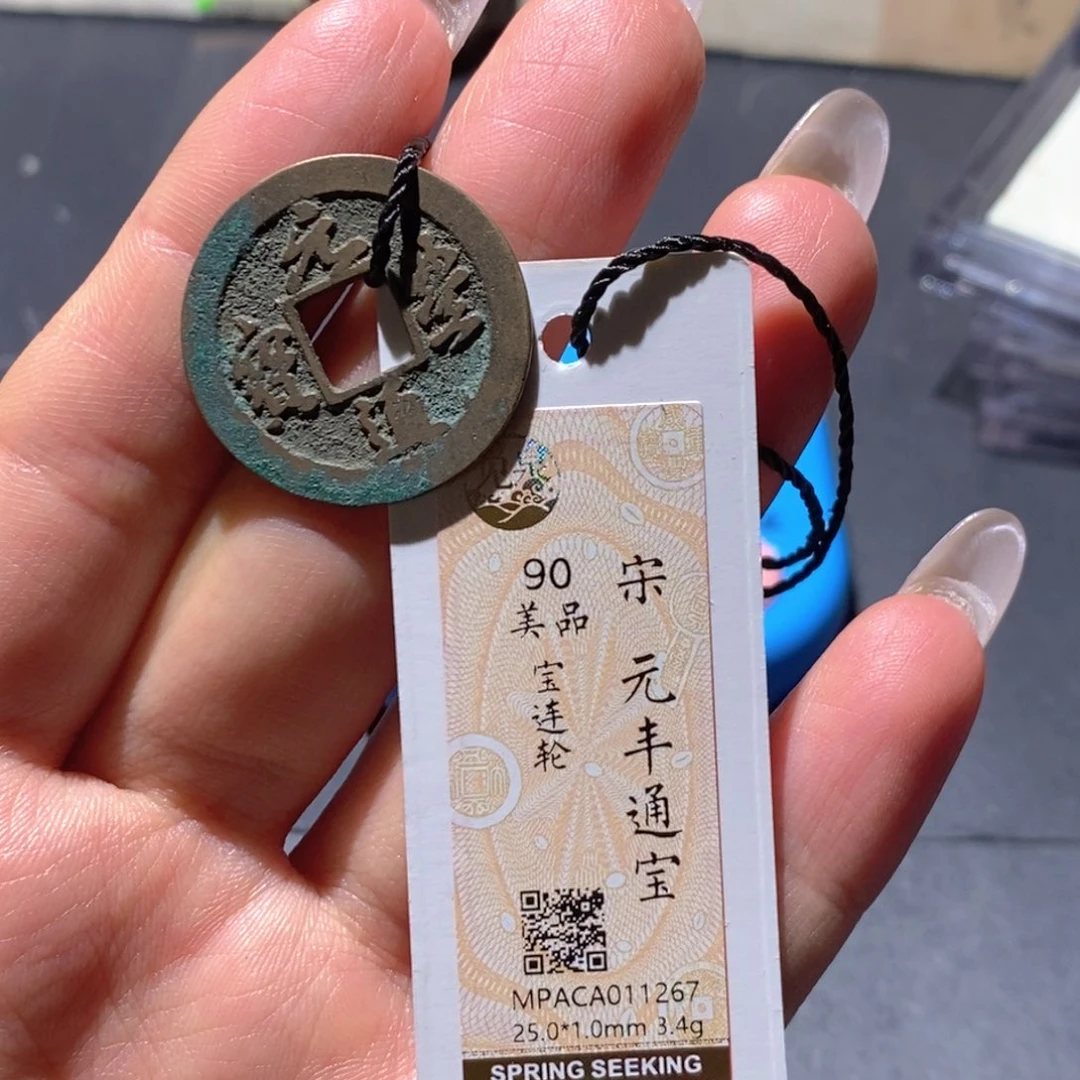 元豐通寳
宋 元丰通宝
90
美品
宝连轮
MPACA011267
25.0*1.0mm 3.4g
SPRING SEEKING